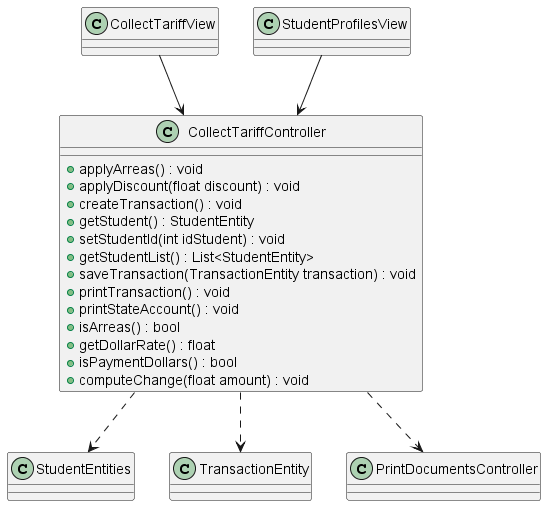 C CollectTariffView
C StudentProfilesView
C CollectTariffController
applyArreas() : void
applyDiscount(float discount) : void
createTransaction() : void
getStudent() : StudentEntity
setStudentId(int idStudent) : void
getStudentList() : List<StudentEntity>
saveTransaction(TransactionEntity transaction) : void
printTransaction() : void
printStateAccount() : void
isArreas() : bool
getDollarRate() : float
isPaymentDollars() : bool
computeChange(float amount) : void
C StudentEntities
C TransactionEntity
C PrintDocumentsController